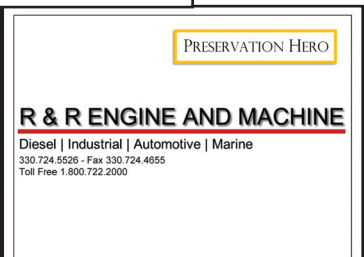 PRESERVATION HERO
R & R ENGINE AND MACHINE
Diesel | Industrial | Automotive | Marine
330.724.5526 - Fax 330.724.4655
Toll Free 1.800.722.2000